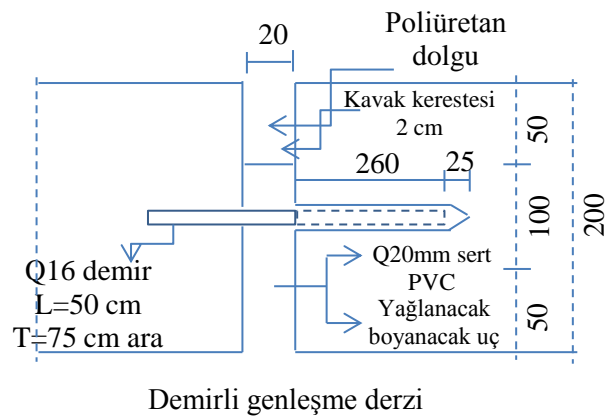 20
Poliüretan
dolgu
Kavak kerestesi
2 cm
50
260
25
100
200
Q16 demir
L=50 cm
T=75 cm ara
Q20mm sert
PVC
Yağlanacak
boyanacak uç
50
Demirli genleşme derzi